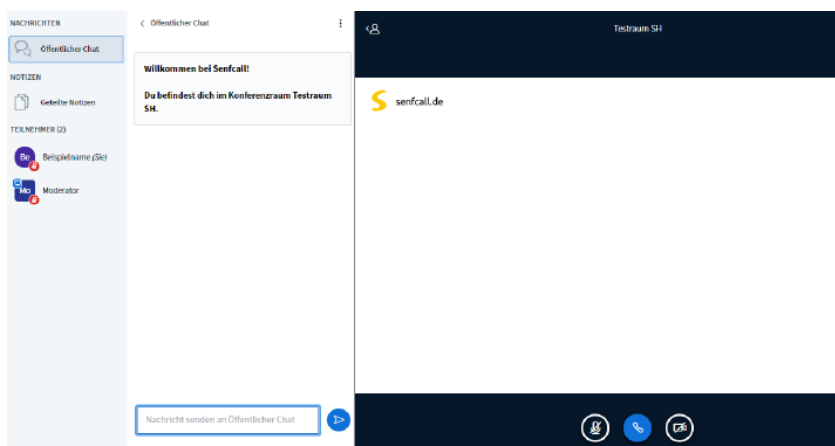 NACHRICHTEN
Öffentlicher Chat
NOTIZEN
Geteilte Notizen
TEILNEHMER (2)
Be
Beispielname (Sie)
Mo
Moderator
Öffentlicher Chat
Willkommen bei Senfcall!
Du befindest dich im Konferenzraum Testraum
SH.
Nachricht senden an Öffentlicher Chat
Testraum SH
senfcall.de